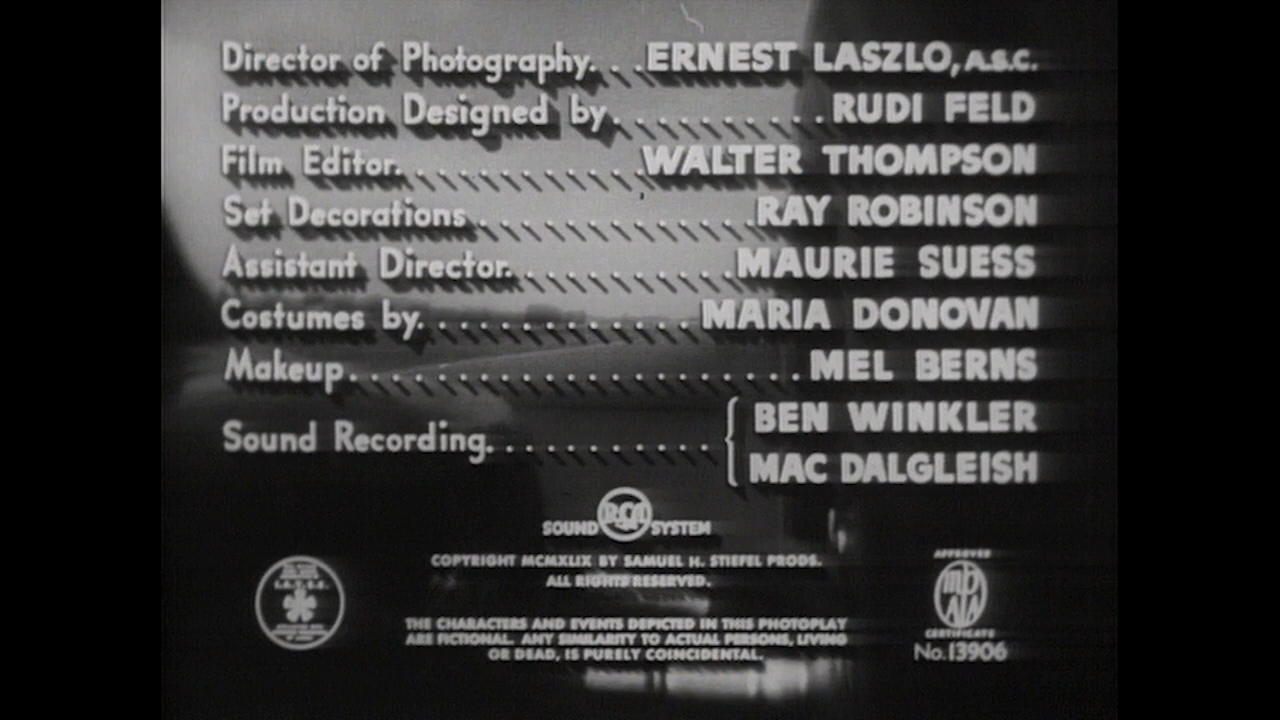 Director of Photography. . .ERNEST LASZLO, A.S.C.
Production Designed by. . . . . . . . . . .RUDI FELD
Film Editor. . . . . . . . . . . . . .WALTER THOMPSON
Set Decorations. . . . . . . . . . . . . . .RAY ROBINSON
Assistant Director. . . . . . . . . . . .MAURIE SUESS
Costumes by. . . . . . . . . . . . . . MARIA DONOVAN
Makeup. . . . . . . . . . . . . . . . . . . . . . . MEL BERNS
Sound Recording. . . . . . . . . . . . { BEN WINKLER
MAC DALGLEISH
SOUND RCA SYSTEM
COPYRIGHT MCMXLIX BY SAMUEL H. STIEFEL PRODS.
ALL RIGHTS RESERVED.
THE CHARACTERS AND EVENTS DEPICTED IN THIS PHOTOPLAY
ARE FICTIONAL. ANY SIMILARITY TO ACTUAL PERSONS, LIVING
OR DEAD, IS PURELY COINCIDENTAL.
I.A.T.S.E.
APPROVED
MPAA
CERTIFICATE
No.13906